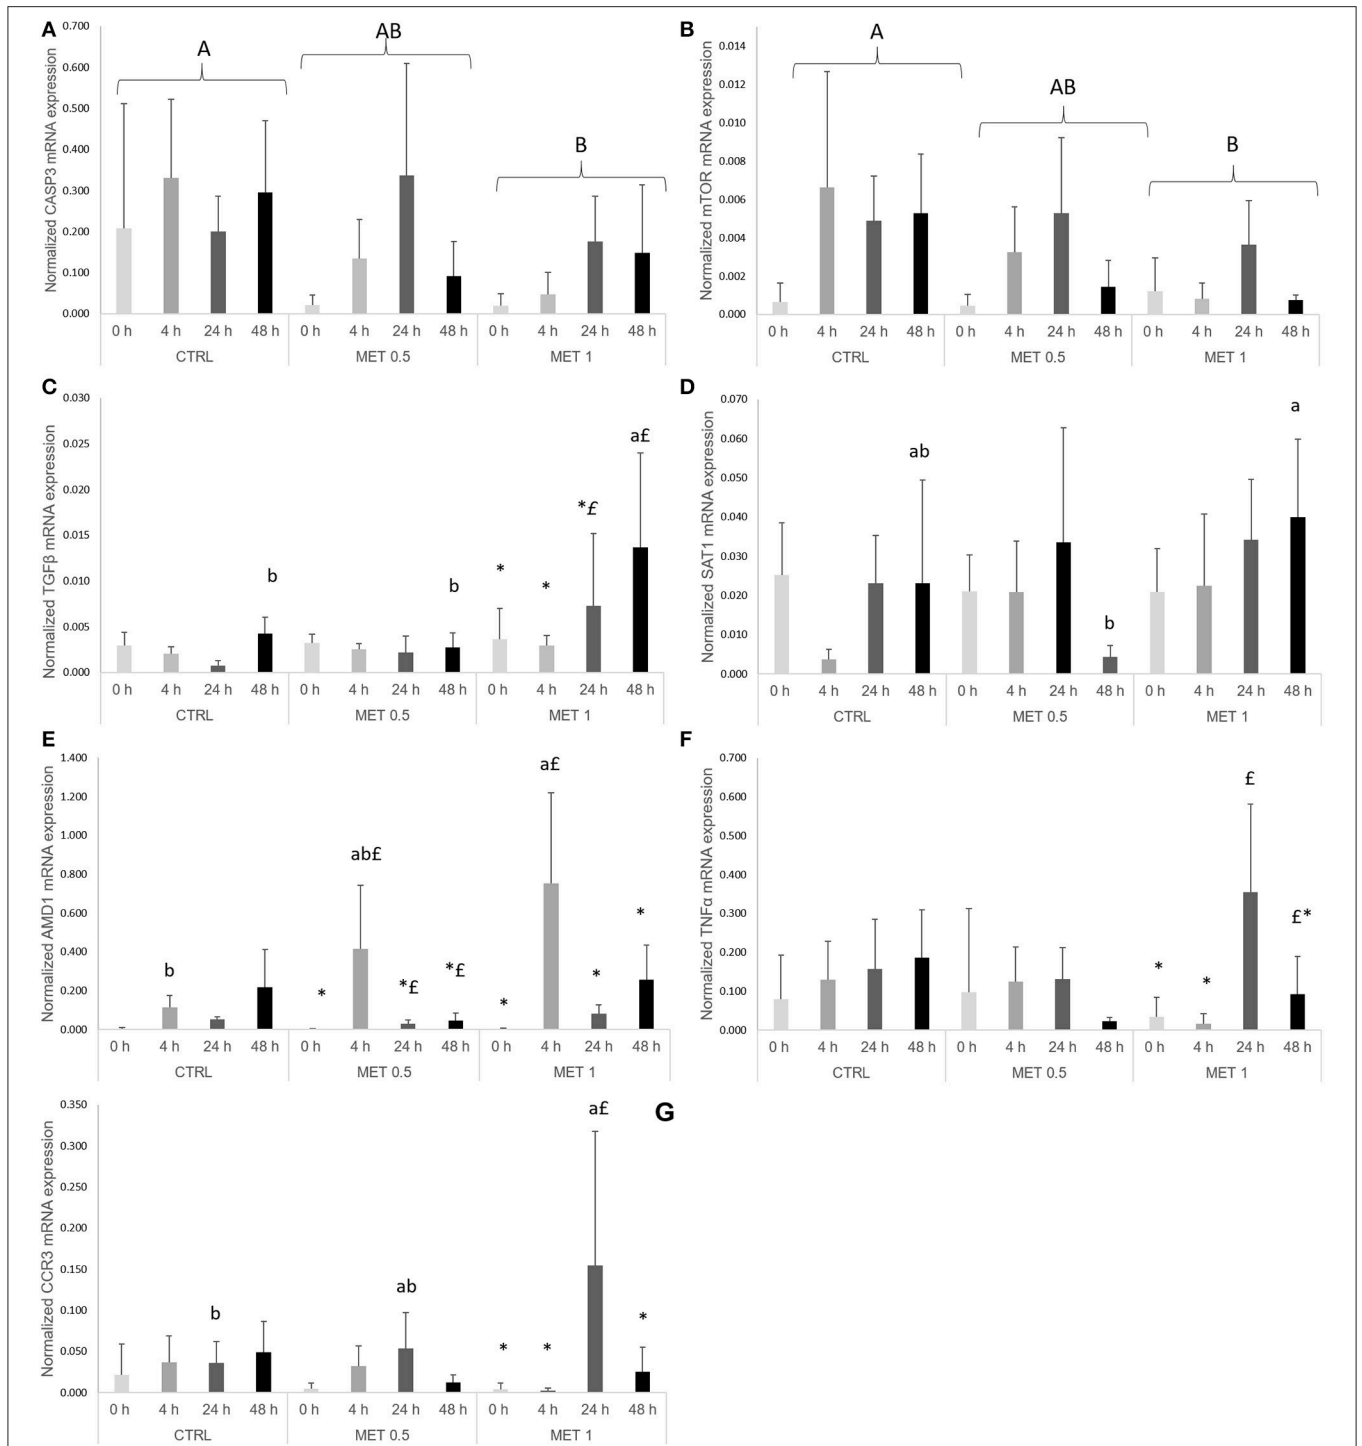 A
Normalized CASP3 mRNA expression
0.700
0.600
0.500
0.400
0.300
0.200
0.100
0.000
A
AB
B
0 h 4 h 24 h 48 h 0 h 4 h 24 h 48 h 0 h 4 h 24 h 48 h
CTRL MET 0.5 MET 1
B
Normalized mTOR mRNA expression
0.014
0.012
0.010
0.008
0.006
0.004
0.002
0.000
A
AB
B
0 h 4 h 24 h 48 h 0 h 4 h 24 h 48 h 0 h 4 h 24 h 48 h
CTRL MET 0.5 MET 1
C
Normalized TGFβ mRNA expression
0.030
0.025
0.020
0.015
0.010
0.005
0.000
b
b
*
*
*£
a£
0 h 4 h 24 h 48 h 0 h 4 h 24 h 48 h 0 h 4 h 24 h 48 h
CTRL MET 0.5 MET 1
D
Normalized SAT1 mRNA expression
0.070
0.060
0.050
0.040
0.030
0.020
0.010
0.000
ab
b
a
0 h 4 h 24 h 48 h 0 h 4 h 24 h 48 h 0 h 4 h 24 h 48 h
CTRL MET 0.5 MET 1
E
Normalized AMD1 mRNA expression
1.400
1.200
1.000
0.800
0.600
0.400
0.200
0.000
b
*
ab£
*£
*£
*
a£
*
*
0 h 4 h 24 h 48 h 0 h 4 h 24 h 48 h 0 h 4 h 24 h 48 h
CTRL MET 0.5 MET 1
F
Normalized TNFα mRNA expression
0.700
0.600
0.500
0.400
0.300
0.200
0.100
0.000
*
*
£
£*
0 h 4 h 24 h 48 h 0 h 4 h 24 h 48 h 0 h 4 h 24 h 48 h
CTRL MET 0.5 MET 1
G
Normalized CCR3 mRNA expression
0.350
0.300
0.250
0.200
0.150
0.100
0.050
0.000
b
ab
*
*
a£
*
0 h 4 h 24 h 48 h 0 h 4 h 24 h 48 h 0 h 4 h 24 h 48 h
CTRL MET 0.5 MET 1